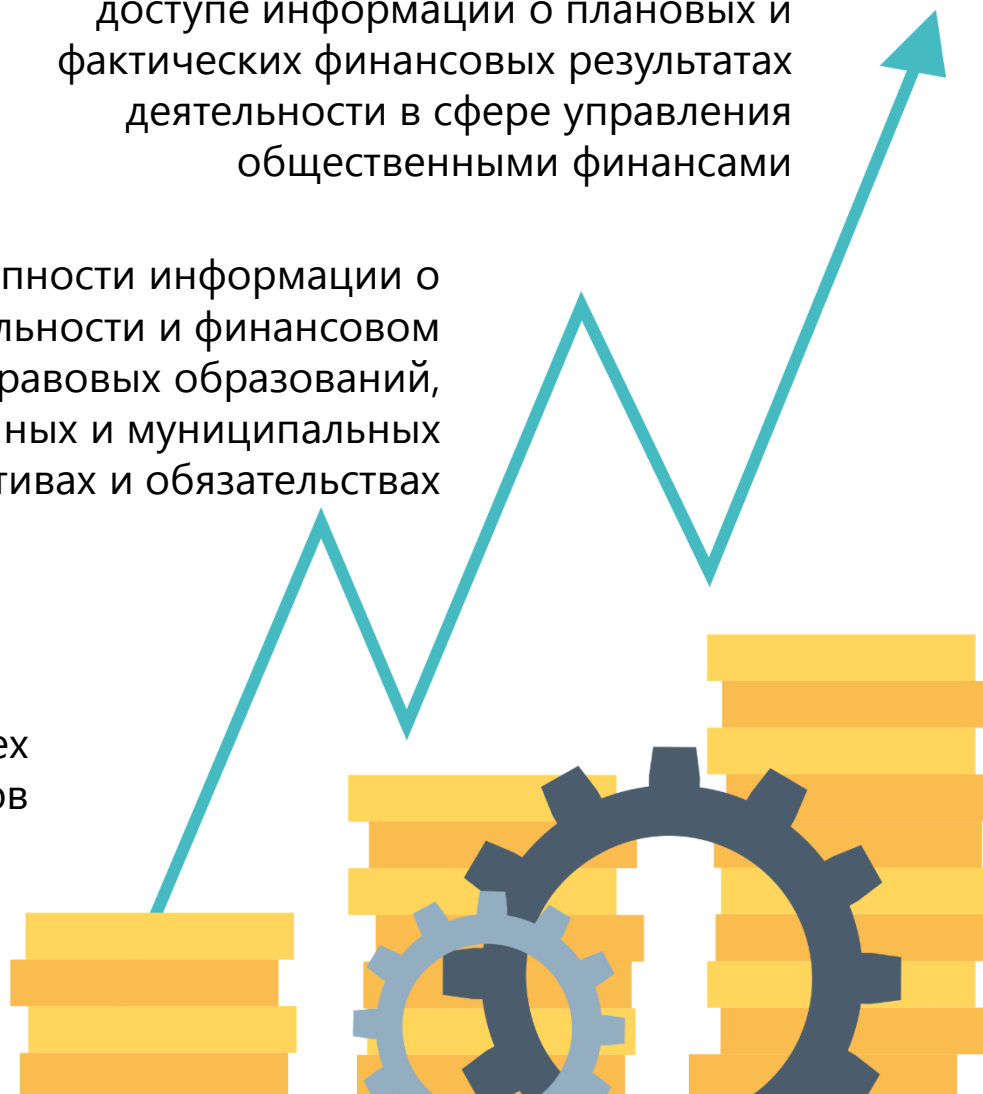 доступе информации о плановых и
фактических финансовых результатах
деятельности в сфере управления
общественными финансами
пности информации о
льности и финансовом
равовых образований,
ных и муниципальных
тивах и обязательствах
ех
ов